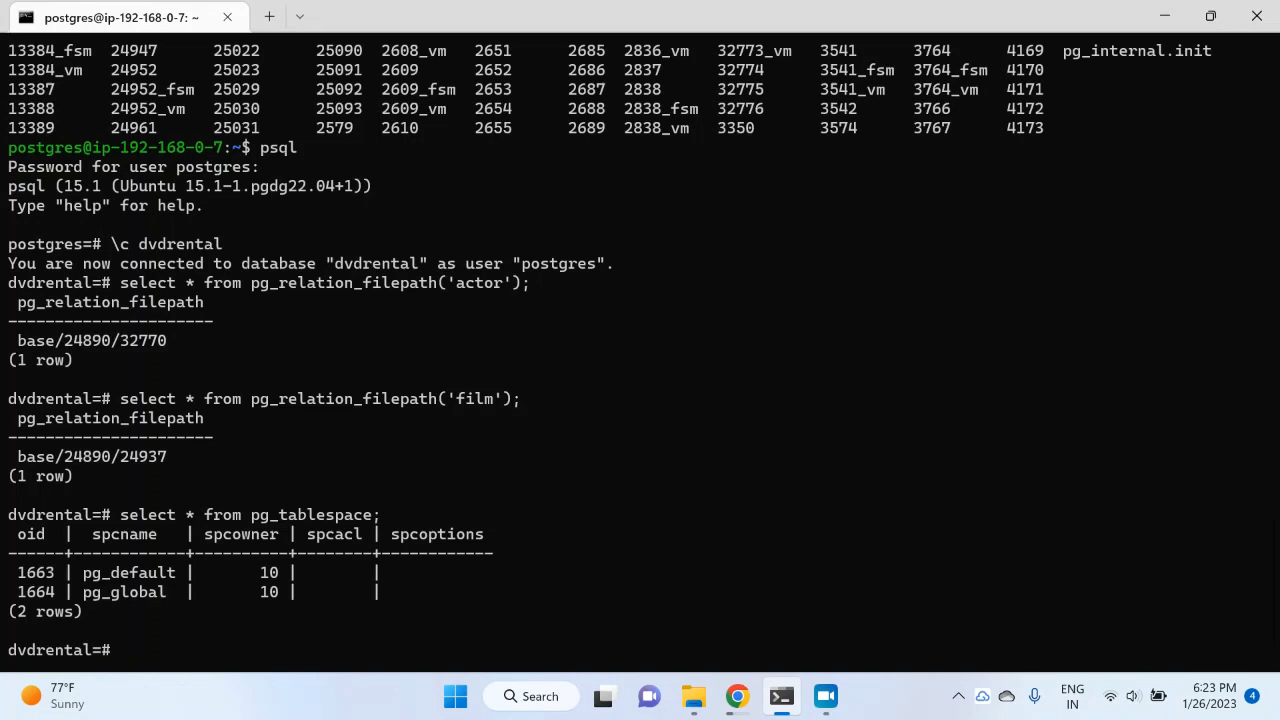 postgres@ip-192-168-0-7: ~
13384_fsm 24947 25022 25090 2608_vm 2651 2685 2836_vm 32773_vm 3541 3764 4169 pg_internal.init
13384_vm 24952 25023 25091 2609 2652 2686 2837 32774 3541_fsm 3764_fsm 4170
13387 24952_fsm 25029 25092 2609_fsm 2653 2687 2838 32775 3541_vm 3764_vm 4171
13388 24952_vm 25030 25093 2609_vm 2654 2688 2838_fsm 32776 3542 3766 4172
13389 24961 25031 2579 2610 2655 2689 2838_vm 3350 3574 3767 4173
postgres@ip-192-168-0-7:~$ psql
Password for user postgres:
psql (15.1 (Ubuntu 15.1-1.pgdg22.04+1))
Type "help" for help.
postgres=# \c dvdrental
You are now connected to database "dvdrental" as user "postgres".
dvdrental=# select * from pg_relation_filepath('actor');
pg_relation_filepath
----------------------
base/24890/32770
(1 row)
dvdrental=# select * from pg_relation_filepath('film');
pg_relation_filepath
----------------------
base/24890/24937
(1 row)
dvdrental=# select * from pg_tablespace;
oid | spcname | spcowner | spcacl | spcoptions
------+------------+----------+--------+------------
1663 | pg_default | 10 | |
1664 | pg_global | 10 | |
(2 rows)
dvdrental=#
77°F
Sunny
Search
ENG
IN
6:23 PM
1/26/2023
4